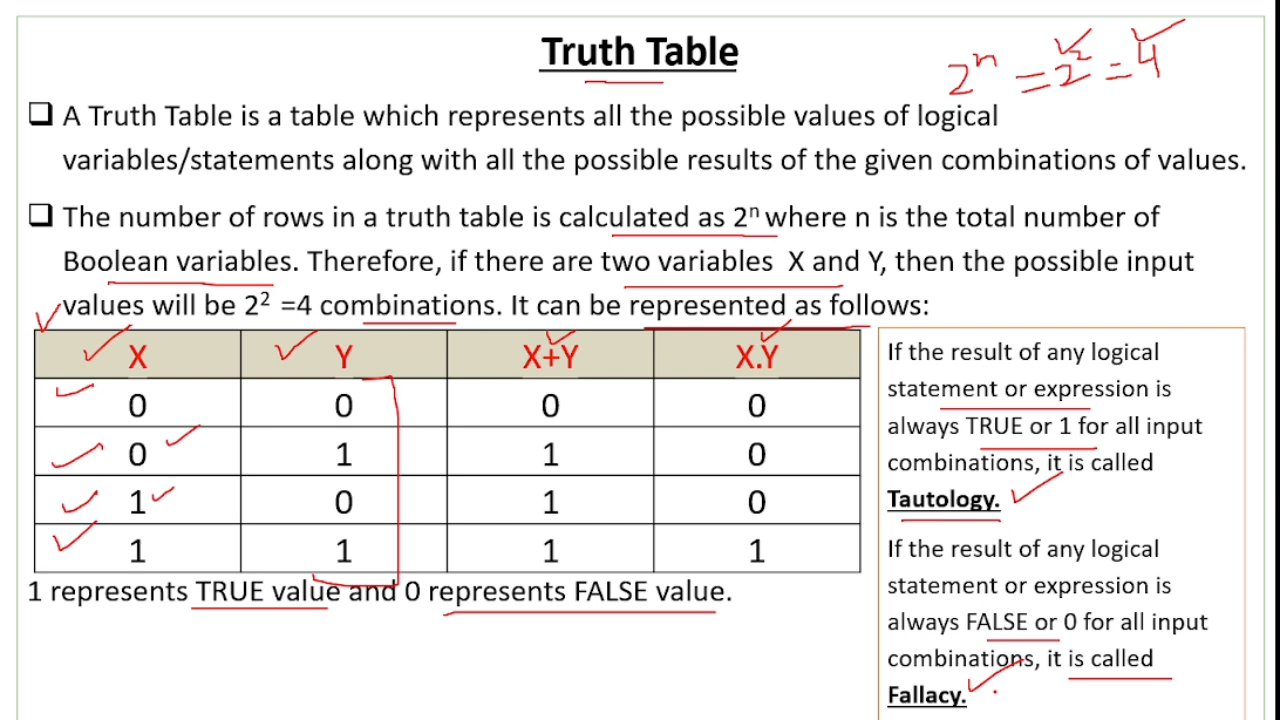 Truth Table
2ⁿ = 2² = 4
❑ A Truth Table is a table which represents all the possible values of logical
variables/statements along with all the possible results of the given combinations of values.
❑ The number of rows in a truth table is calculated as 2ⁿ where n is the total number of
Boolean variables. Therefore, if there are two variables X and Y, then the possible input
values will be 2² =4 combinations. It can be represented as follows:
X Y X+Y X.Y
0 0 0 0
0 1 1 0
1 0 1 0
1 1 1 1
1 represents TRUE value and 0 represents FALSE value.
If the result of any logical
statement or expression is
always TRUE or 1 for all input
combinations, it is called
Tautology.
If the result of any logical
statement or expression is
always FALSE or 0 for all input
combinations, it is called
Fallacy.